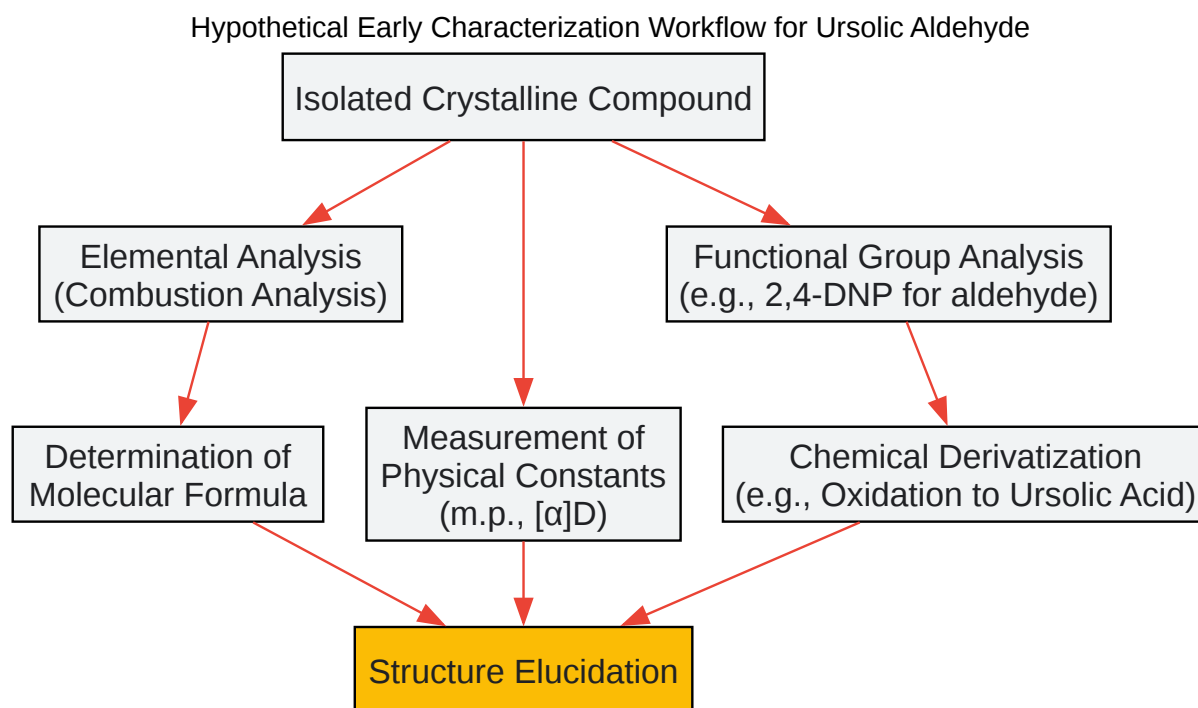 Hypothetical Early Characterization Workflow for Ursolic Aldehyde
Isolated Crystalline Compound
Elemental Analysis
(Combustion Analysis)
Functional Group Analysis
(e.g., 2,4-DNP for aldehyde)
Determination of
Molecular Formula
Measurement of
Physical Constants
(m.p., [α]D)
Chemical Derivatization
(e.g., Oxidation to Ursolic Acid)
Structure Elucidation